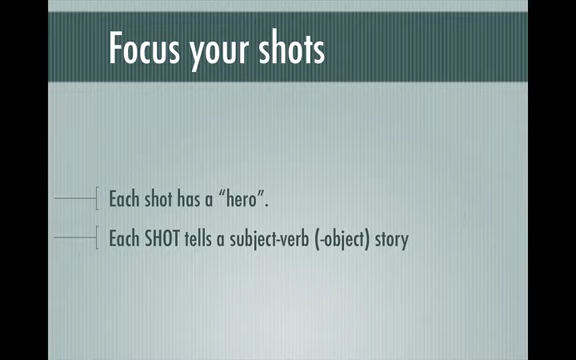 Focus your shots
Each shot has a “hero”.
Each SHOT tells a subject-verb (-object) story